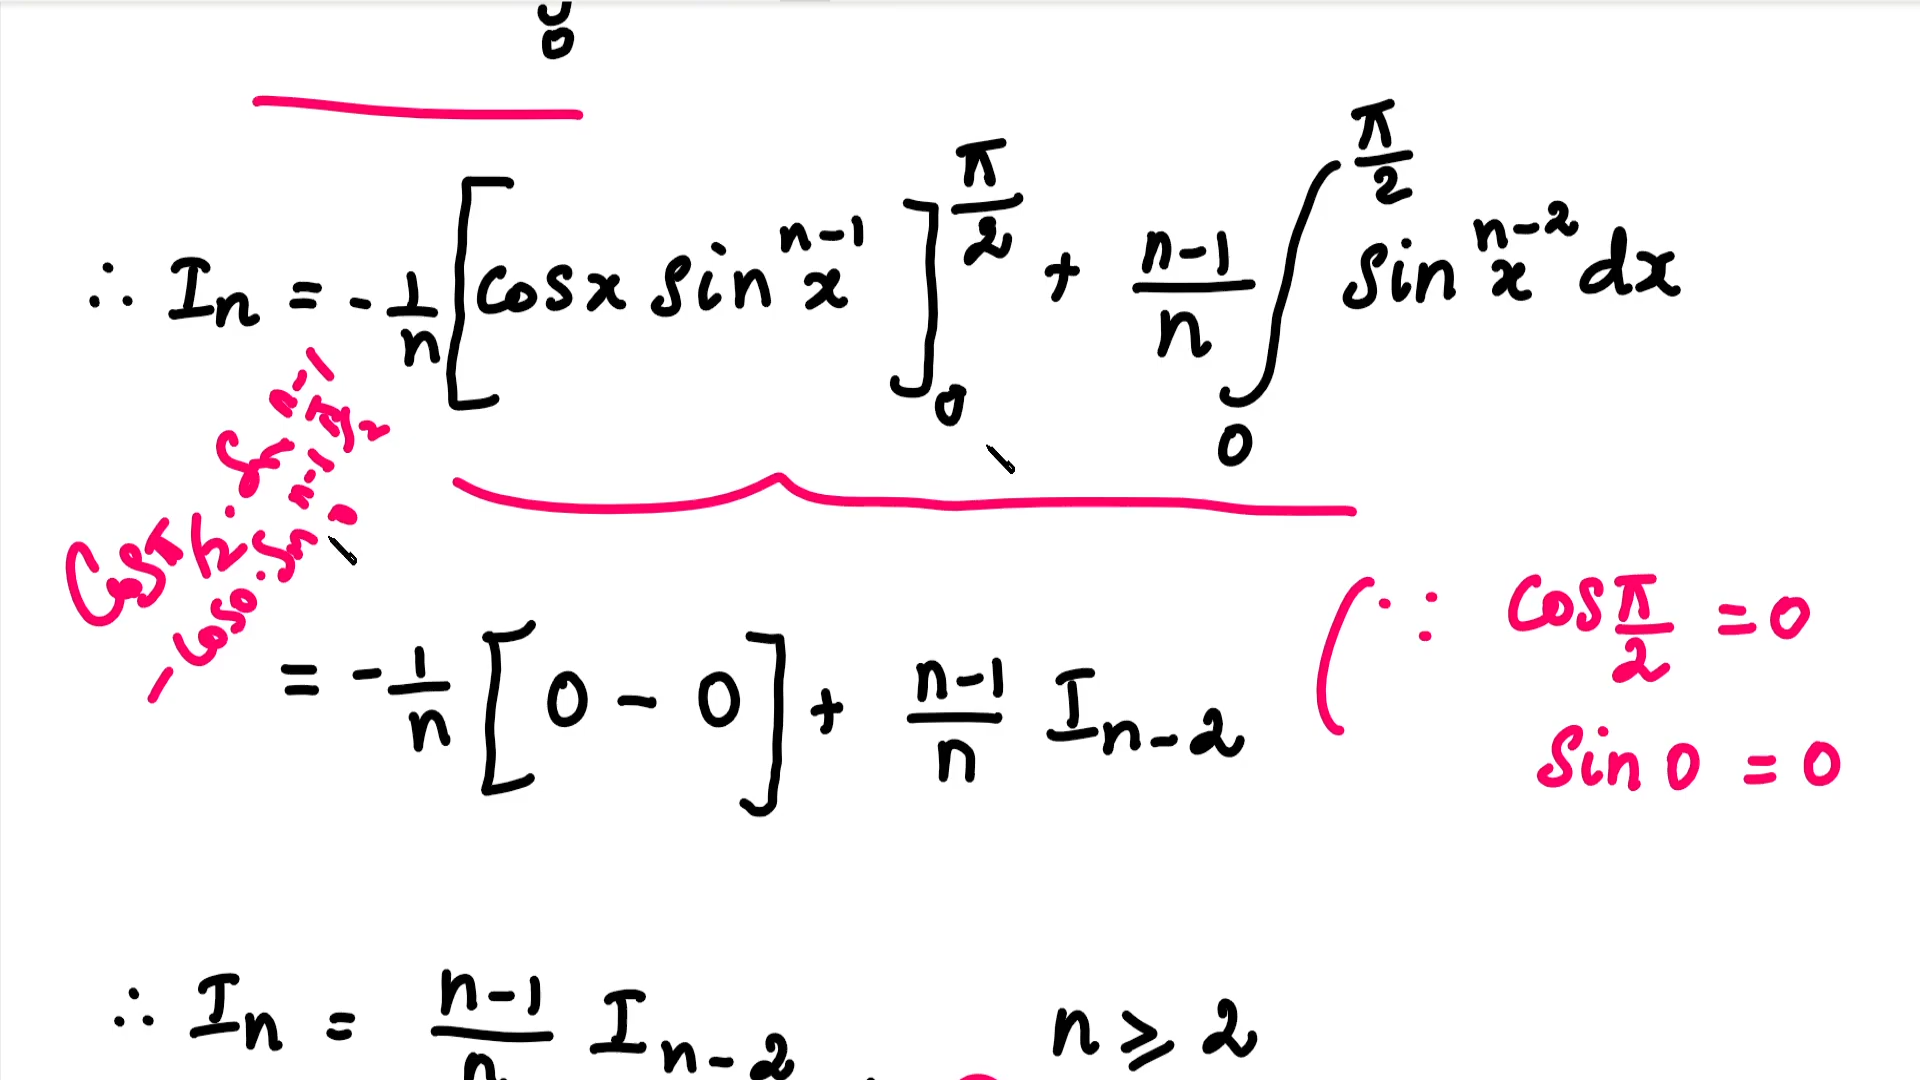 0
∴ Iₙ = -1/n [cosx sin^(n-1) x]_0^(π/2) + (n-1)/n ∫_0^(π/2) sin^(n-2) x dx
Cos π/2 · Sin^(n-1) π/2
- Cos0 · Sin^(n-1) 0
= -1/n [0 - 0] + (n-1)/n I_(n-2) (∵ Cos π/2 = 0
Sin 0 = 0
∴ Iₙ = (n-1)/n I_(n-2) n ⩾ 2